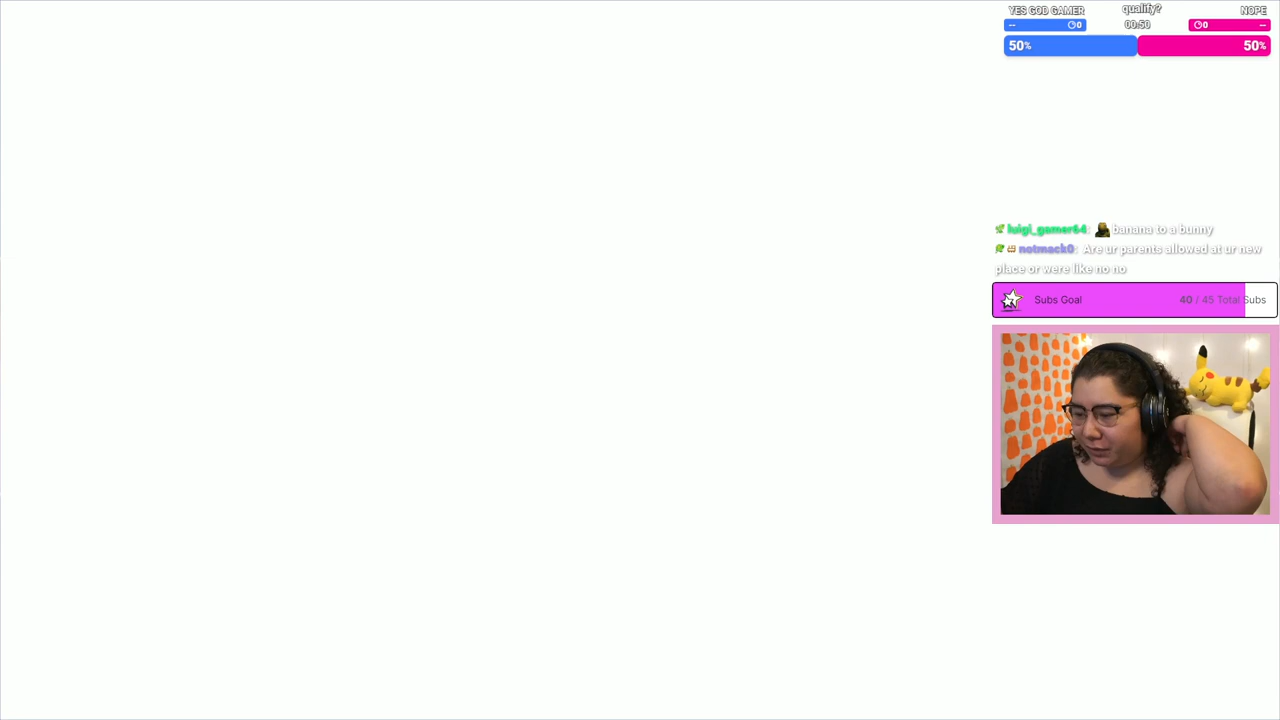 YES GOD GAMER qualify? NOPE
-- 0 00:50 0 --
50% 50%
luigi_gamer64: banana to a bunny
notmack0: Are ur parents allowed at ur new
place or were like no no
Subs Goal 40 / 45 Total Subs